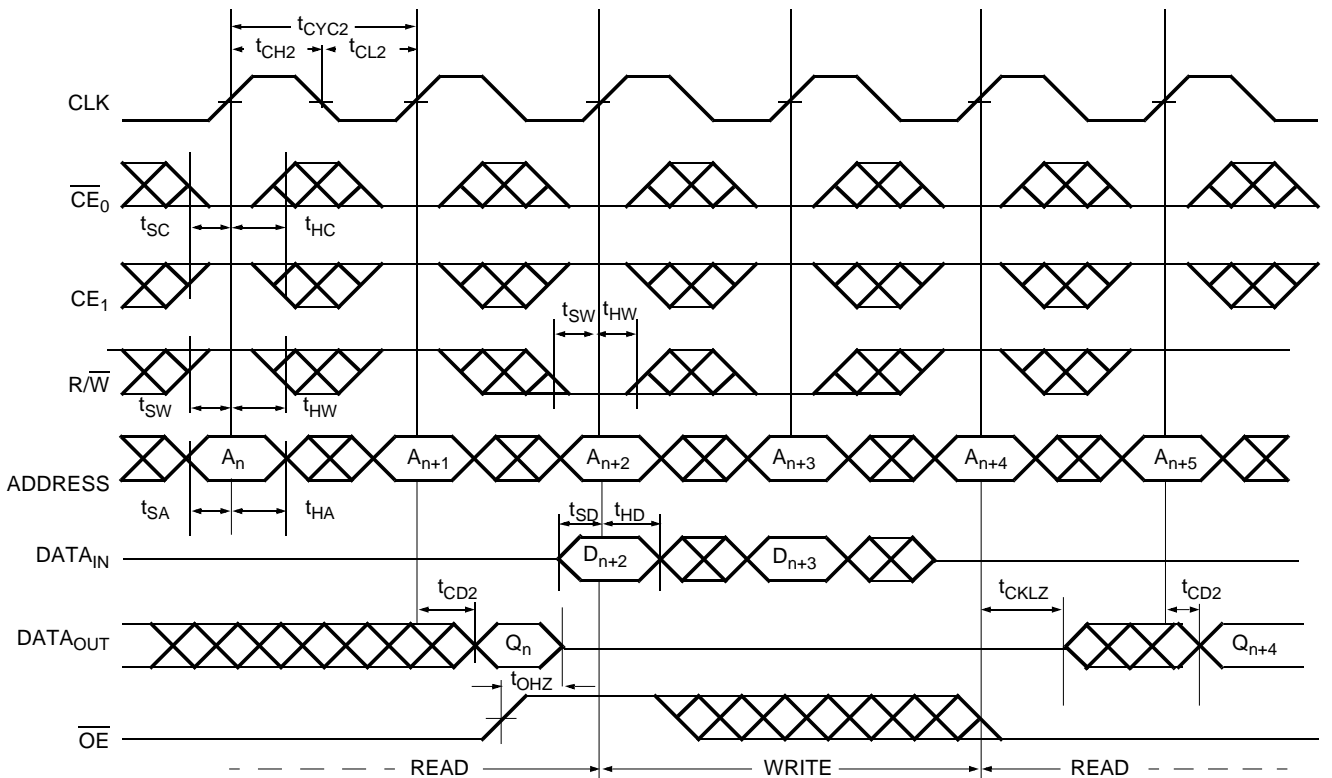 tCYC2
tCH2 tCL2
CLK
CE0
tSC tHC
CE1
tSW tHW
R/W
tSW tHW
An An+1 An+2 An+3 An+4 An+5
ADDRESS
tSA tHA tSD tHD
DATAIN Dn+2 Dn+3
tCD2 tCKLZ tCD2
DATAOUT Qn Qn+4
tOHZ
OE
READ WRITE READ